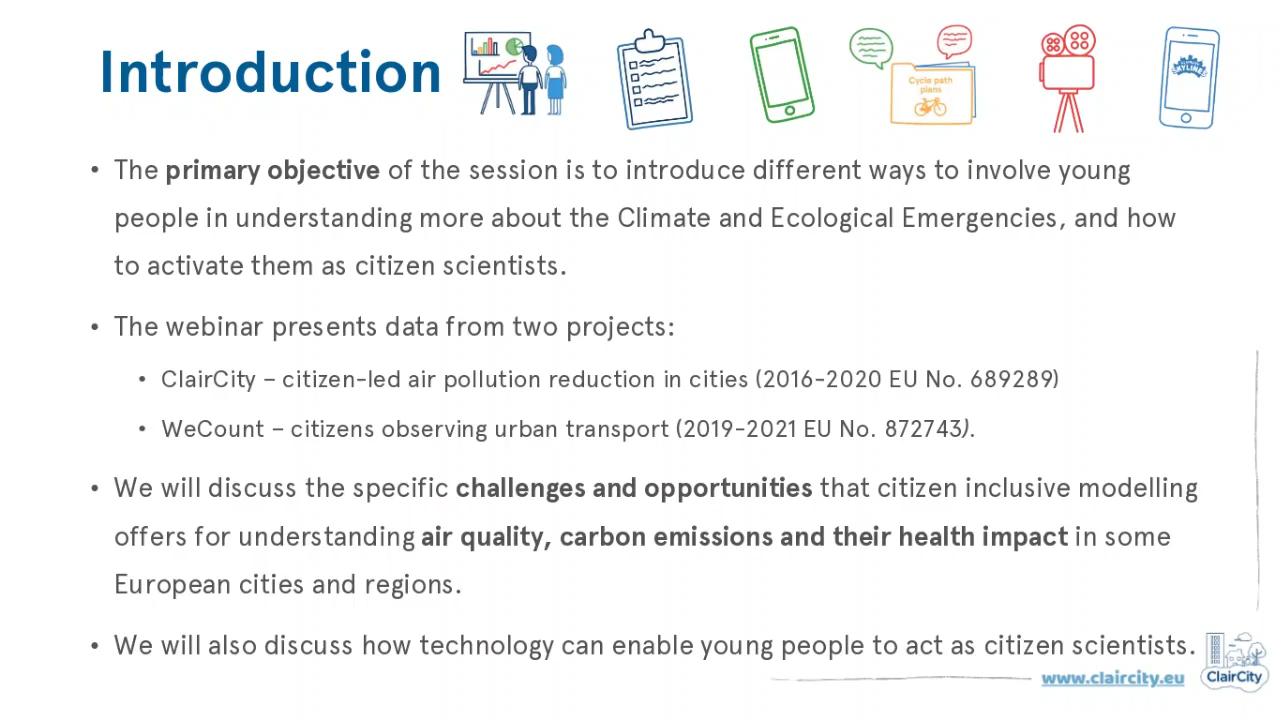 Introduction
Cycle path
plans
• The primary objective of the session is to introduce different ways to involve young
people in understanding more about the Climate and Ecological Emergencies, and how
to activate them as citizen scientists.
• The webinar presents data from two projects:
• ClairCity – citizen-led air pollution reduction in cities (2016-2020 EU No. 689289)
• WeCount – citizens observing urban transport (2019-2021 EU No. 872743).
• We will discuss the specific challenges and opportunities that citizen inclusive modelling
offers for understanding air quality, carbon emissions and their health impact in some
European cities and regions.
• We will also discuss how technology can enable young people to act as citizen scientists.
www.claircity.eu
ClairCity